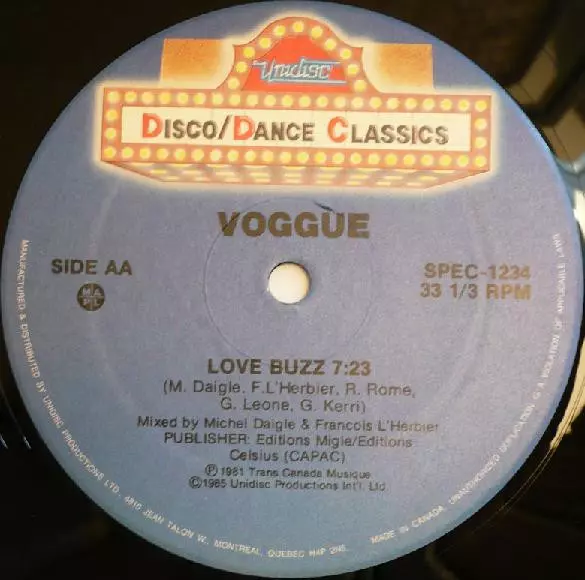 Unidisc
DISCO/DANCE CLASSICS
VOGGUE
SIDE AA
SPEC-1234
33 1/3 RPM
M A
P L
LOVE BUZZ 7:23
(M. Daigle, F.L'Herbier, R. Rome,
G. Leone, G. Kerri)
Mixed by Michel Daigle & Francois L'Herbier
PUBLISHER: Editions Migle/Editions
Celsius (CAPAC)
Ⓟ 1981 Trans Canada Musique
©1985 Unidisc Productions Int'l. Ltd.
MANUFACTURED & DISTRIBUTED BY UNIDISC PRODUCTIONS LTD., 4810 JEAN TALON W., MONTREAL, QUEBEC H4P 2N5
MADE IN CANADA. UNAUTHORIZED DUPLICATION IS A VIOLATION OF APPLICABLE LAWS.